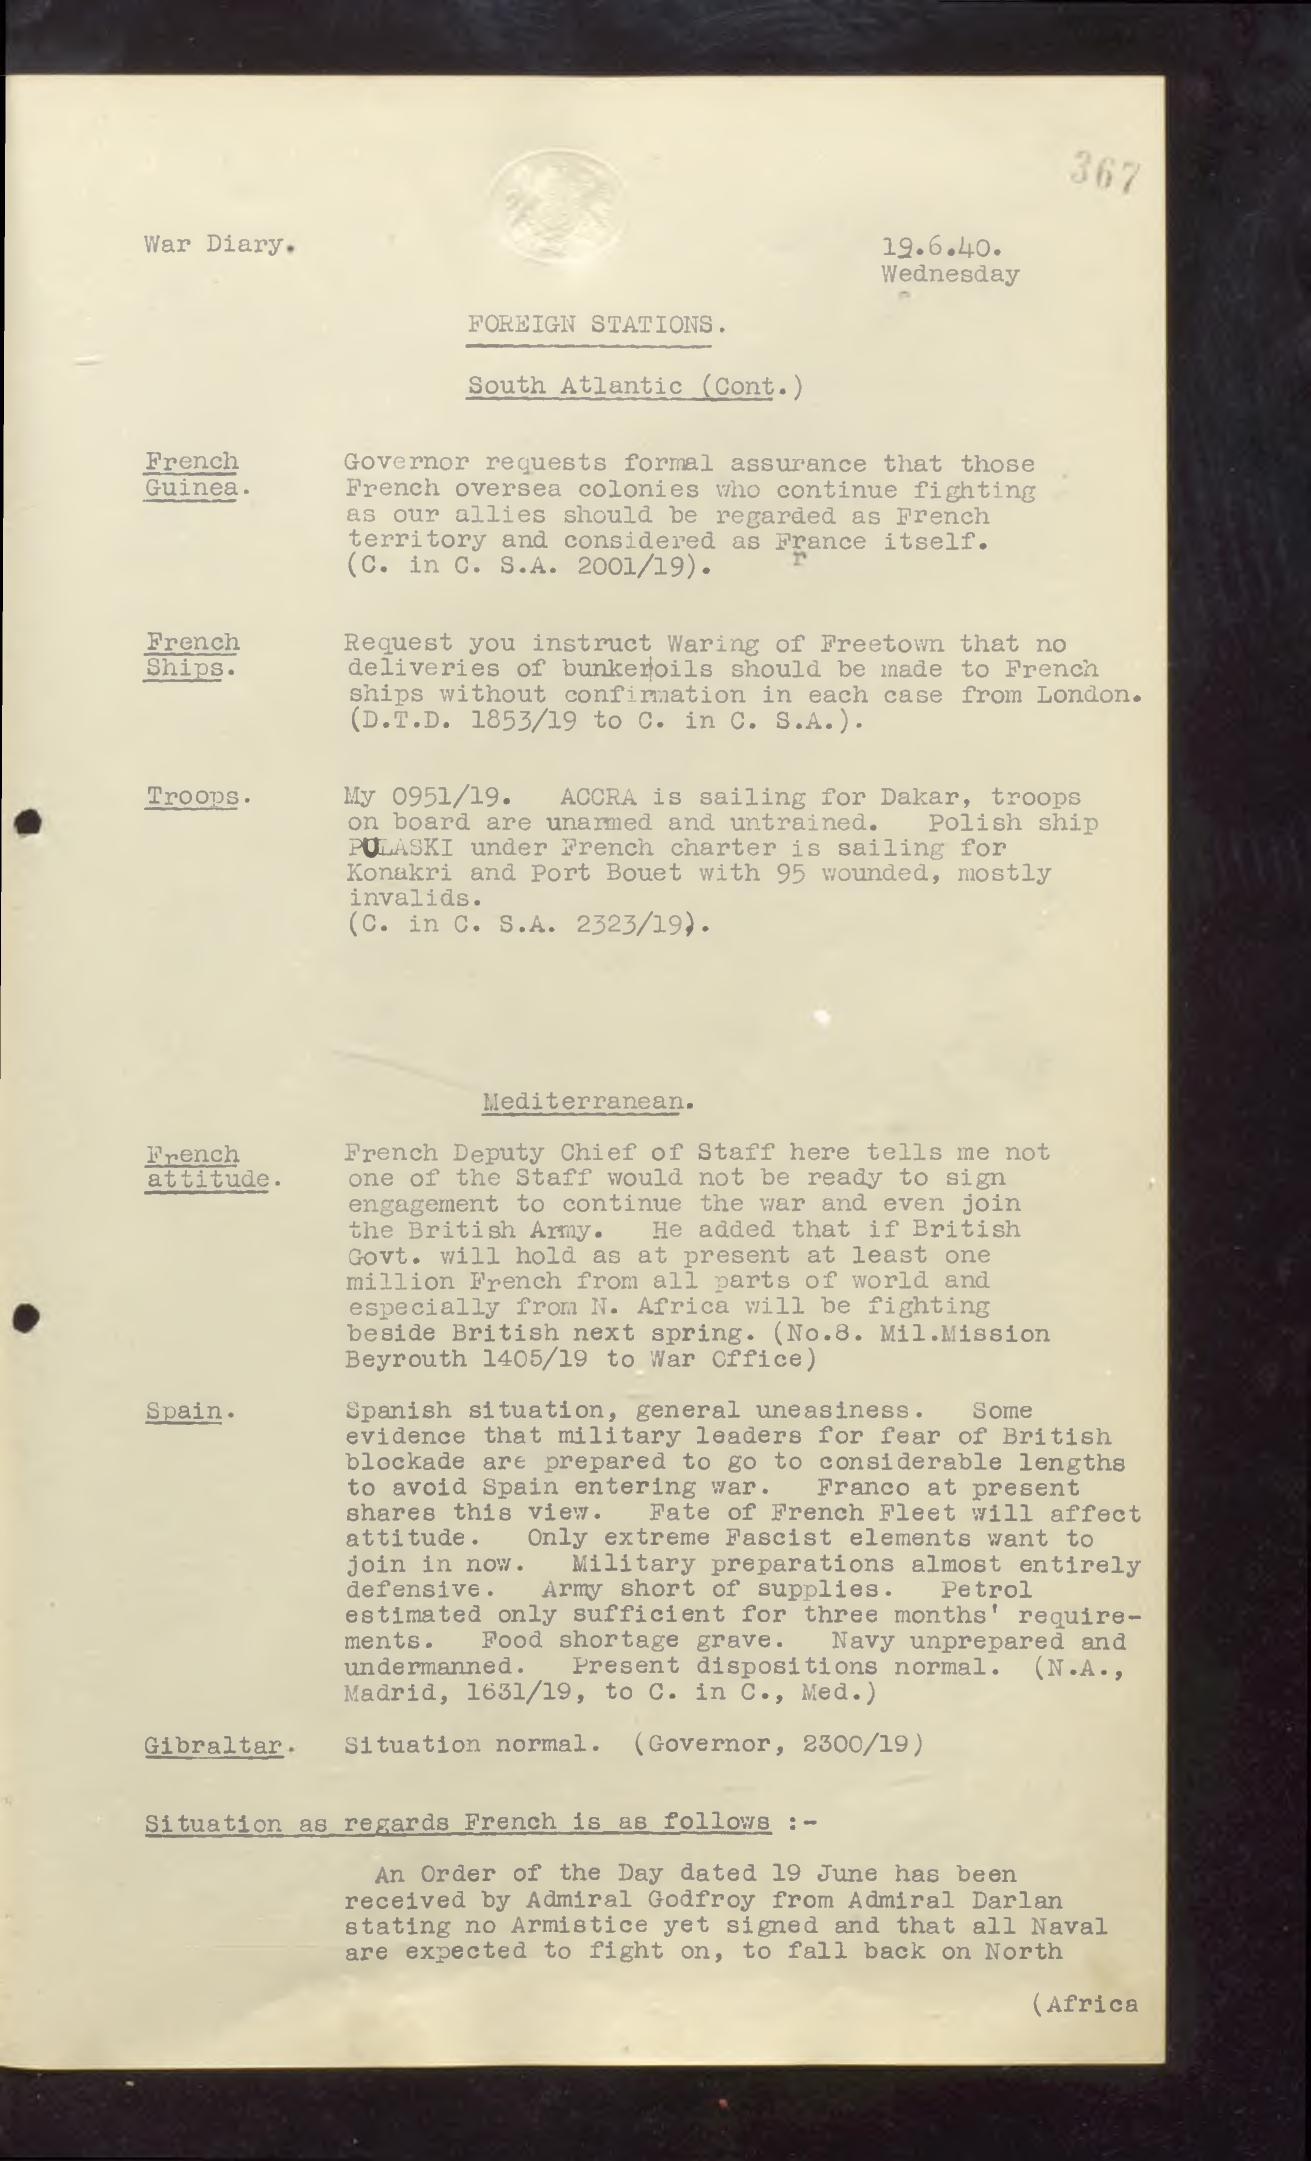 367
War Diary.
19.6.40.
Wednesday
FOREIGN STATIONS.
South Atlantic (Cont.)
French
Guinea.
Governor requests formal assurance that those
French oversea colonies who continue fighting
as our allies should be regarded as French
territory and considered as France itself.
(C. in C. S.A. 2001/19).
French
Ships.
Request you instruct Waring of Freetown that no
deliveries of bunker oils should be made to French
ships without confirmation in each case from London.
(D.T.D. 1853/19 to C. in C. S.A.).
Troops.
My 0951/19. ACCRA is sailing for Dakar, troops
on board are unarmed and untrained. Polish ship
PULASKI under French charter is sailing for
Konakri and Port Bouet with 95 wounded, mostly
invalids.
(C. in C. S.A. 2323/19).
Mediterranean.
French
attitude.
French Deputy Chief of Staff here tells me not
one of the Staff would not be ready to sign
engagement to continue the war and even join
the British Army. He added that if British
Govt. will hold as at present at least one
million French from all parts of world and
especially from N. Africa will be fighting
beside British next spring. (No.8. Mil.Mission
Beyrouth 1405/19 to War Office)
Spain.
Spanish situation, general uneasiness. Some
evidence that military leaders for fear of British
blockade are prepared to go to considerable lengths
to avoid Spain entering war. Franco at present
shares this view. Fate of French Fleet will affect
attitude. Only extreme Fascist elements want to
join in now. Military preparations almost entirely
defensive. Army short of supplies. Petrol
estimated only sufficient for three months' require-
ments. Food shortage grave. Navy unprepared and
undermanned. Present dispositions normal. (N.A.,
Madrid, 1631/19, to C. in C., Med.)
Gibraltar.
Situation normal. (Governor, 2300/19)
Situation as regards French is as follows :-
An Order of the Day dated 19 June has been
received by Admiral Godfroy from Admiral Darlan
stating no Armistice yet signed and that all Naval
are expected to fight on, to fall back on North
(Africa